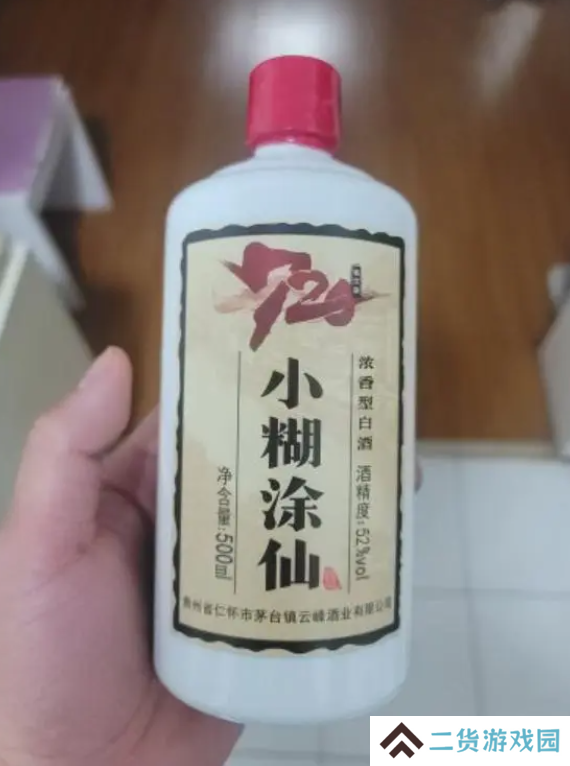 小糊涂仙
浓香型白酒 酒精度:52%vol
净含量:500ml
贵州省仁怀市茅台镇云峰酒业有限公司
二货游戏园